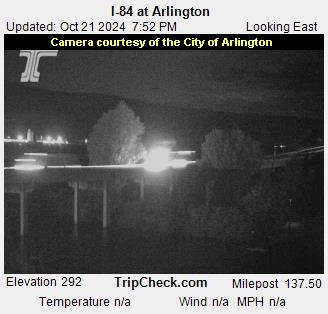 I-84 at Arlington
Updated: Oct 21 2024 7:52 PM Looking East
Camera courtesy of the City of Arlington
Elevation 292 TripCheck.com Milepost 137.50
Temperature n/a Wind n/a MPH n/a